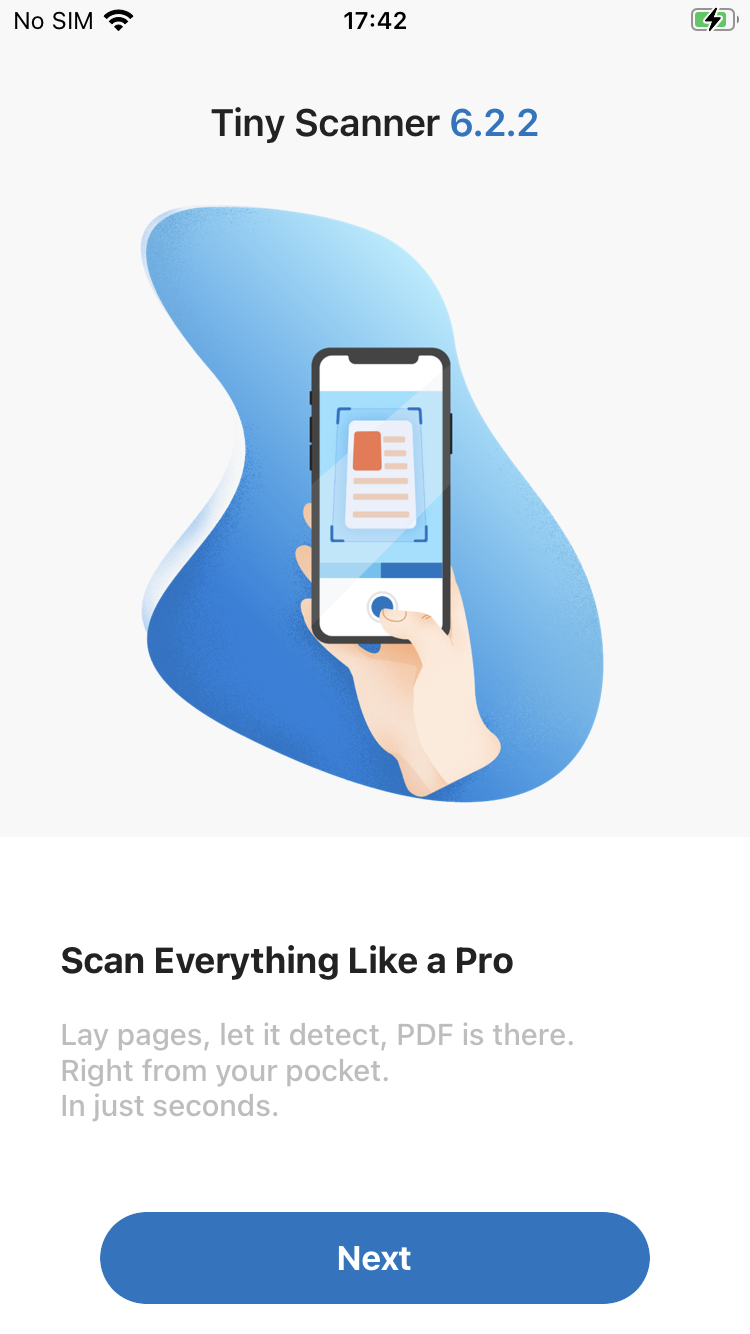 No SIM 17:42
Tiny Scanner 6.2.2
Scan Everything Like a Pro
Lay pages, let it detect, PDF is there.
Right from your pocket.
In just seconds.
Next